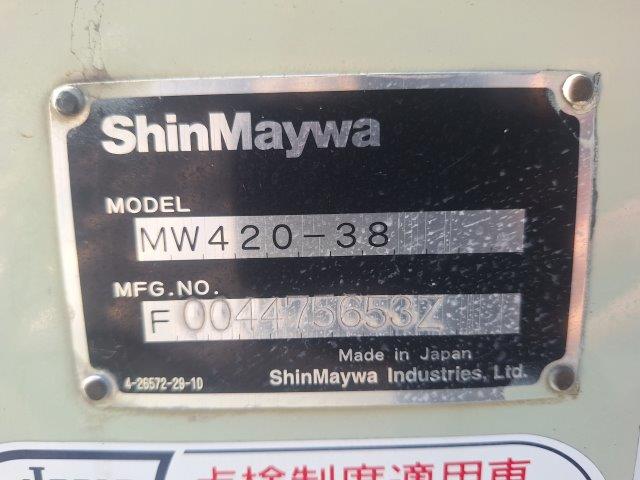 ShinMaywa
MODEL
MW420-38
MFG.NO.
F 0044475653Z
Made in Japan
4-26572-29-10
ShinMaywa Industries, Ltd.
点検制度適用車